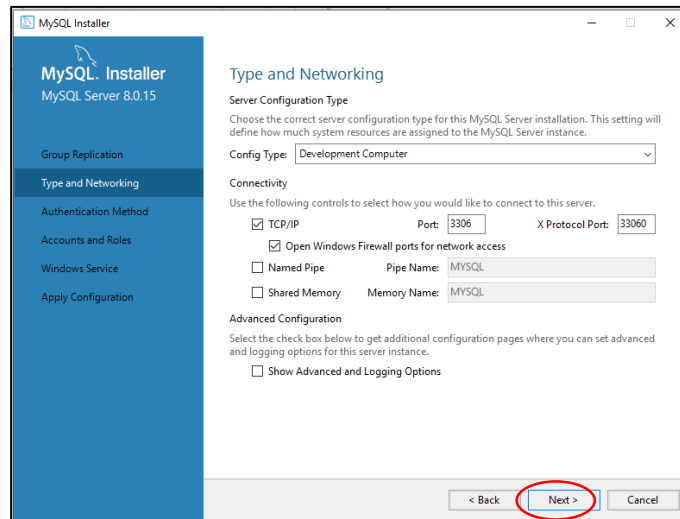 MySQL Installer
MySQL. Installer
MySQL Server 8.0.15
Group Replication
Type and Networking
Authentication Method
Accounts and Roles
Windows Service
Apply Configuration
Type and Networking
Server Configuration Type
Choose the correct server configuration type for this MySQL Server installation. This setting will
define how much system resources are assigned to the MySQL Server instance.
Config Type: Development Computer
Connectivity
Use the following controls to select how you would like to connect to this server.
TCP/IP Port: 3306 X Protocol Port: 33060
Open Windows Firewall ports for network access
Named Pipe Pipe Name: MYSQL
Shared Memory Memory Name: MYSQL
Advanced Configuration
Select the check box below to get additional configuration pages where you can set advanced
and logging options for this server instance.
Show Advanced and Logging Options
< Back Next > Cancel